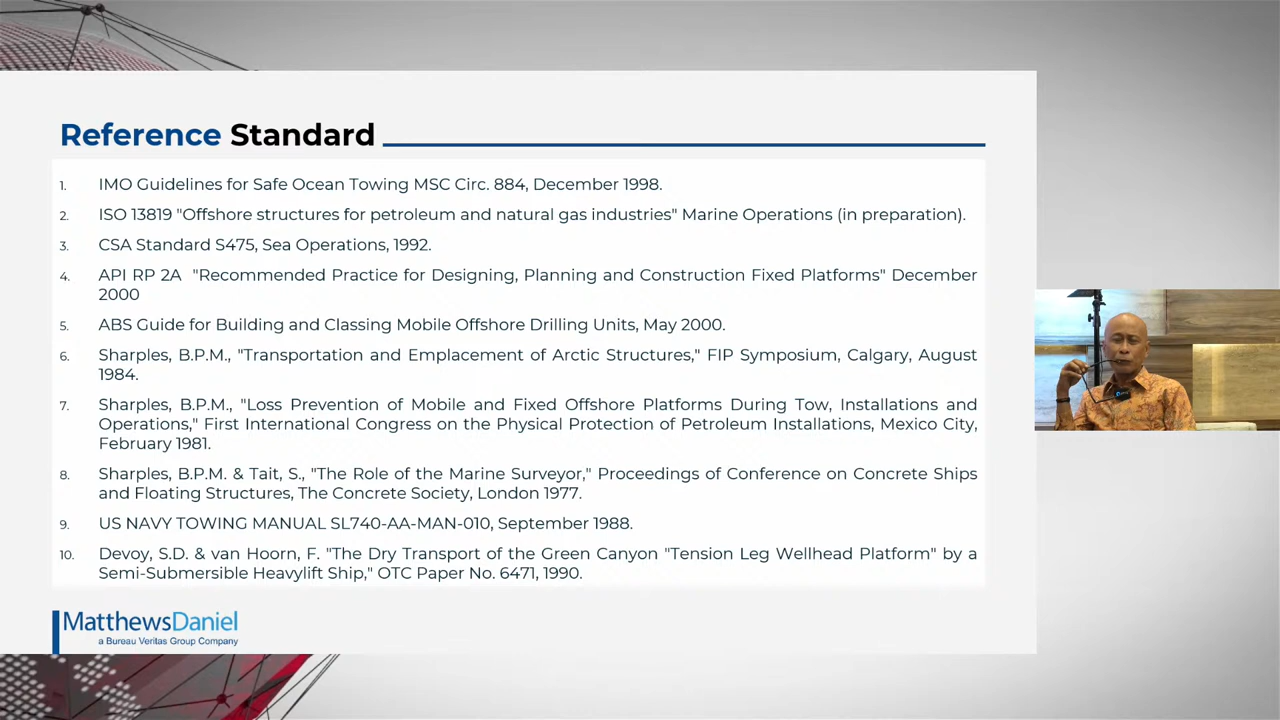 Reference Standard
1. IMO Guidelines for Safe Ocean Towing MSC Circ. 884, December 1998.
2. ISO 13819 "Offshore structures for petroleum and natural gas industries" Marine Operations (in preparation).
3. CSA Standard S475, Sea Operations, 1992.
4. API RP 2A "Recommended Practice for Designing, Planning and Construction Fixed Platforms" December
2000
5. ABS Guide for Building and Classing Mobile Offshore Drilling Units, May 2000.
6. Sharples, B.P.M., "Transportation and Emplacement of Arctic Structures," FIP Symposium, Calgary, August
1984.
7. Sharples, B.P.M., "Loss Prevention of Mobile and Fixed Offshore Platforms During Tow, Installations and
Operations," First International Congress on the Physical Protection of Petroleum Installations, Mexico City,
February 1981.
8. Sharples, B.P.M. & Tait, S., "The Role of the Marine Surveyor," Proceedings of Conference on Concrete Ships
and Floating Structures, The Concrete Society, London 1977.
9. US NAVY TOWING MANUAL SL740-AA-MAN-010, September 1988.
10. Devoy, S.D. & van Hoorn, F. "The Dry Transport of the Green Canyon "Tension Leg Wellhead Platform" by a
Semi-Submersible Heavylift Ship," OTC Paper No. 6471, 1990.
MatthewsDaniel
a Bureau Veritas Group Company